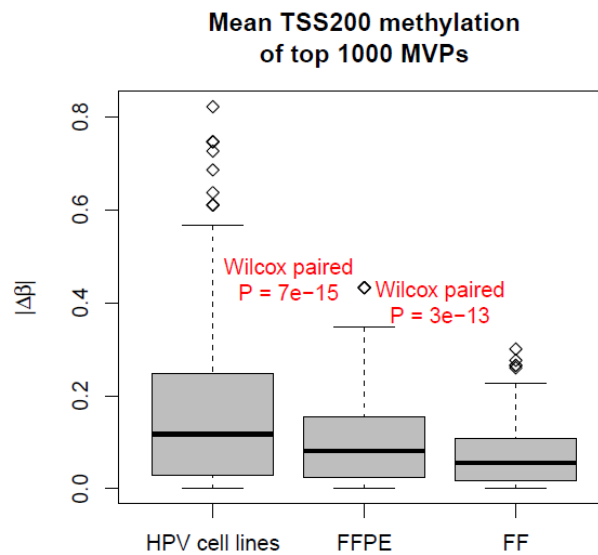 Mean TSS200 methylation
of top 1000 MVPs
|Δβ|
0.8
0.6
0.4
0.2
0.0
Wilcox paired
P = 7e−15
Wilcox paired
P = 3e−13
HPV cell lines
FFPE
FF